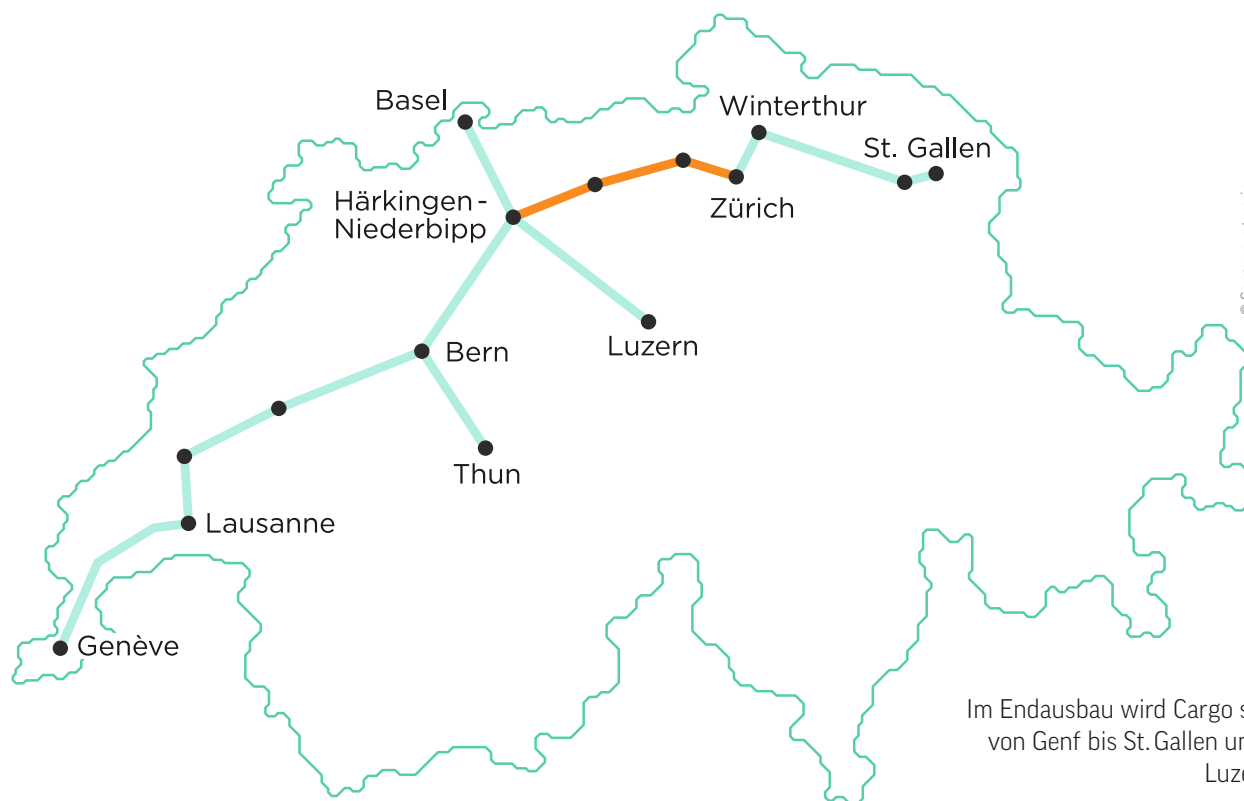 Basel
Winterthur
St. Gallen
Härkingen-
Niederbipp
Zürich
Bern
Luzern
Thun
Lausanne
Genève
Im Endausbau wird Cargo
von Genf bis St. Gallen